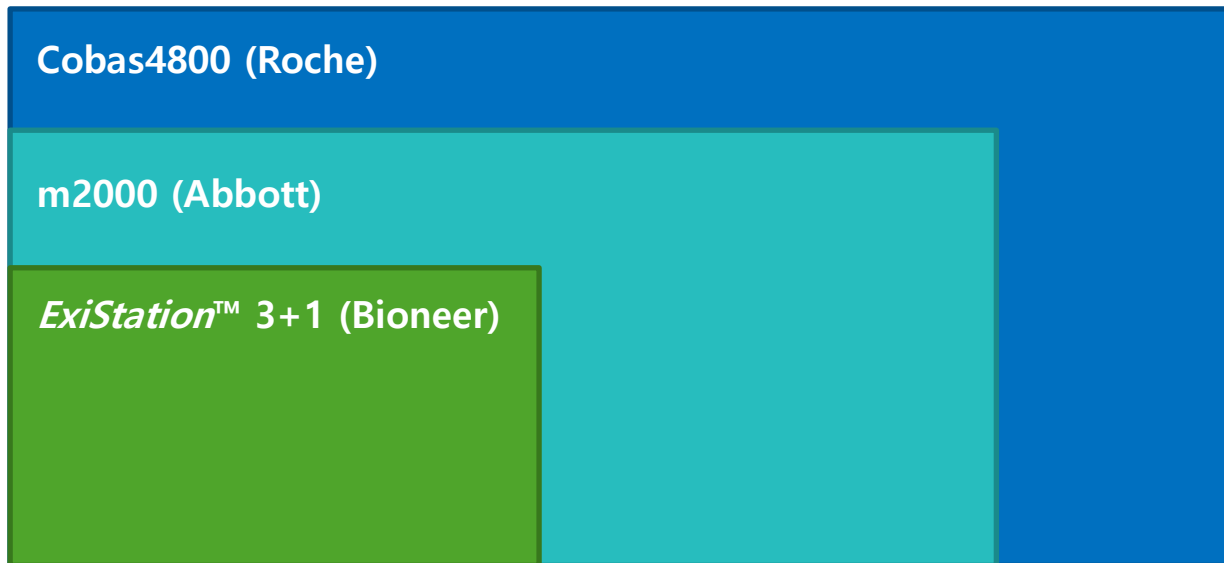 Cobas4800 (Roche)
m2000 (Abbott)
ExiStation™ 3+1 (Bioneer)